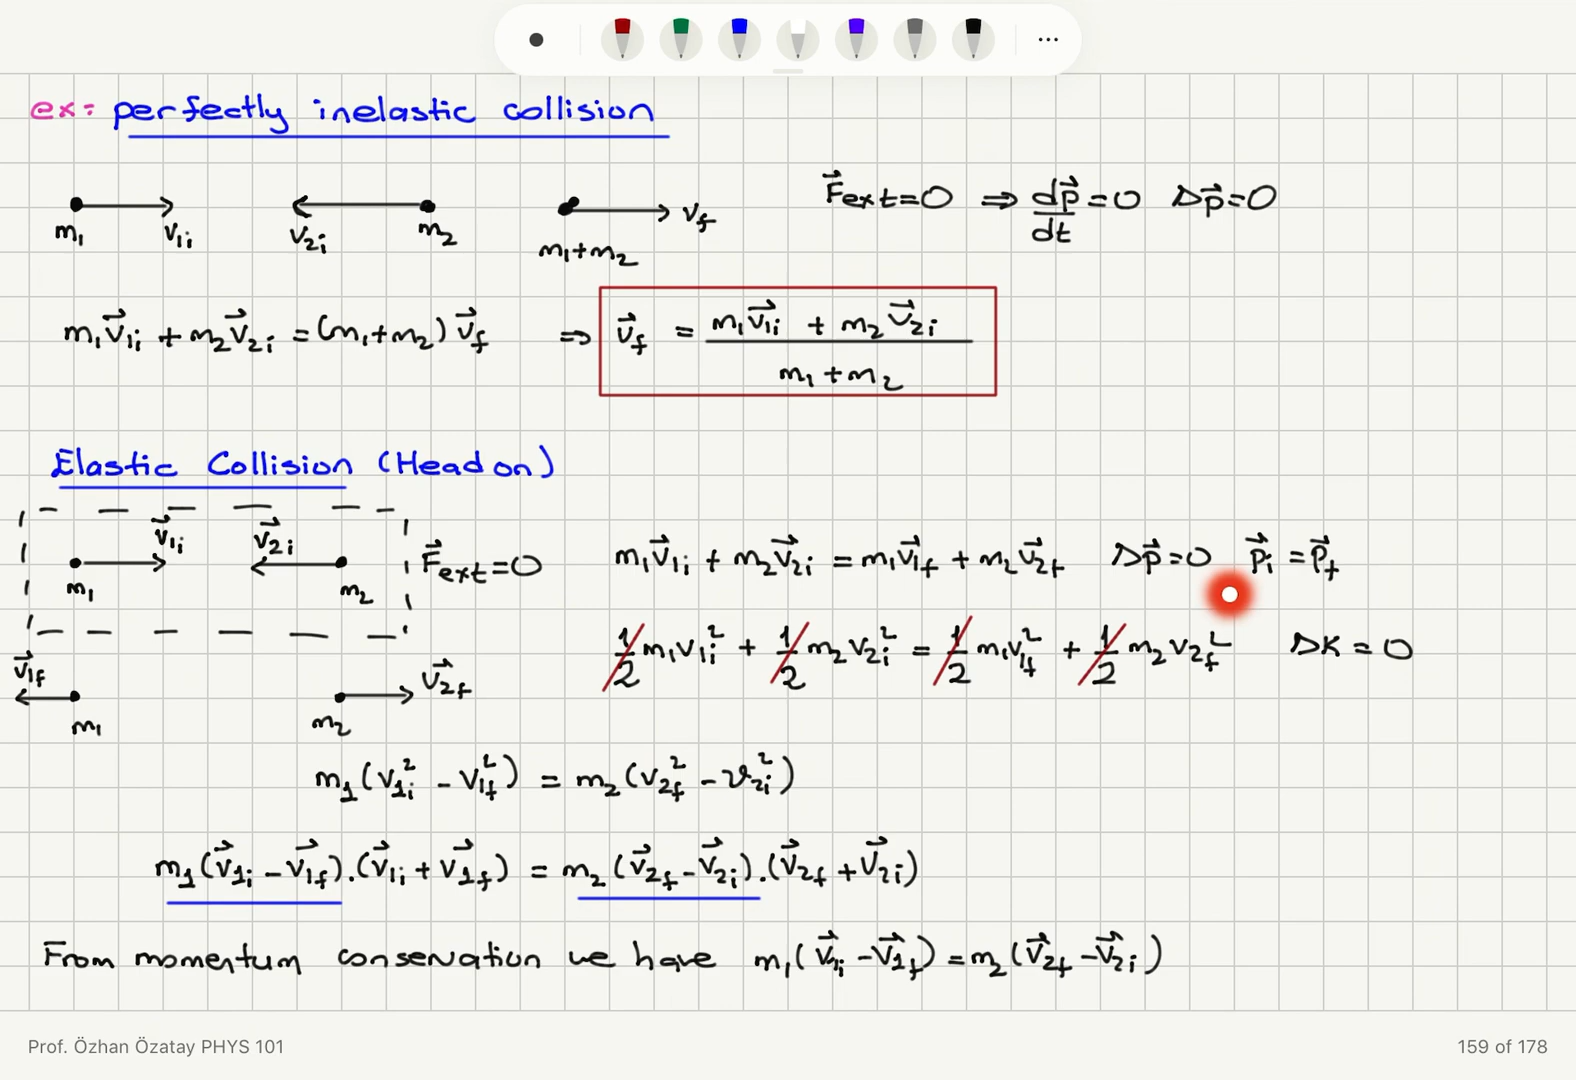 ex: perfectly inelastic collision
m₁ v₁ᵢ v₂ᵢ m₂ m₁+m₂ v_f F⃗ext=0 ⇒ dp⃗/dt=0 Δp⃗=0
m₁v⃗₁ᵢ + m₂v⃗₂ᵢ = (m₁+m₂) v⃗_f ⇒ v⃗_f = (m₁v⃗₁ᵢ + m₂v⃗₂ᵢ)/(m₁+m₂)
Elastic Collision (Head on)
v⃗₁ᵢ v⃗₂ᵢ m₁ m₂ F⃗ext=0 m₁v⃗₁ᵢ + m₂v⃗₂ᵢ = m₁v⃗₁f + m₂v⃗₂f Δp⃗=0 p⃗ᵢ = p⃗_f
½m₁v₁ᵢ² + ½m₂v₂ᵢ² = ½m₁v₁f² + ½m₂v₂f² ΔK = 0
v⃗₁f m₁ m₂ v⃗₂f
m₁(v₁ᵢ² - v₁f²) = m₂(v₂f² - v₂ᵢ²)
m₁(v⃗₁ᵢ - v⃗₁f).(v⃗₁ᵢ + v⃗₁f) = m₂(v⃗₂f - v⃗₂ᵢ).(v⃗₂f + v⃗₂ᵢ)
From momentum conservation we have m₁(v⃗₁ᵢ - v⃗₁f) = m₂(v⃗₂f - v⃗₂ᵢ)
Prof. Özhan Özatay PHYS 101
159 of 178